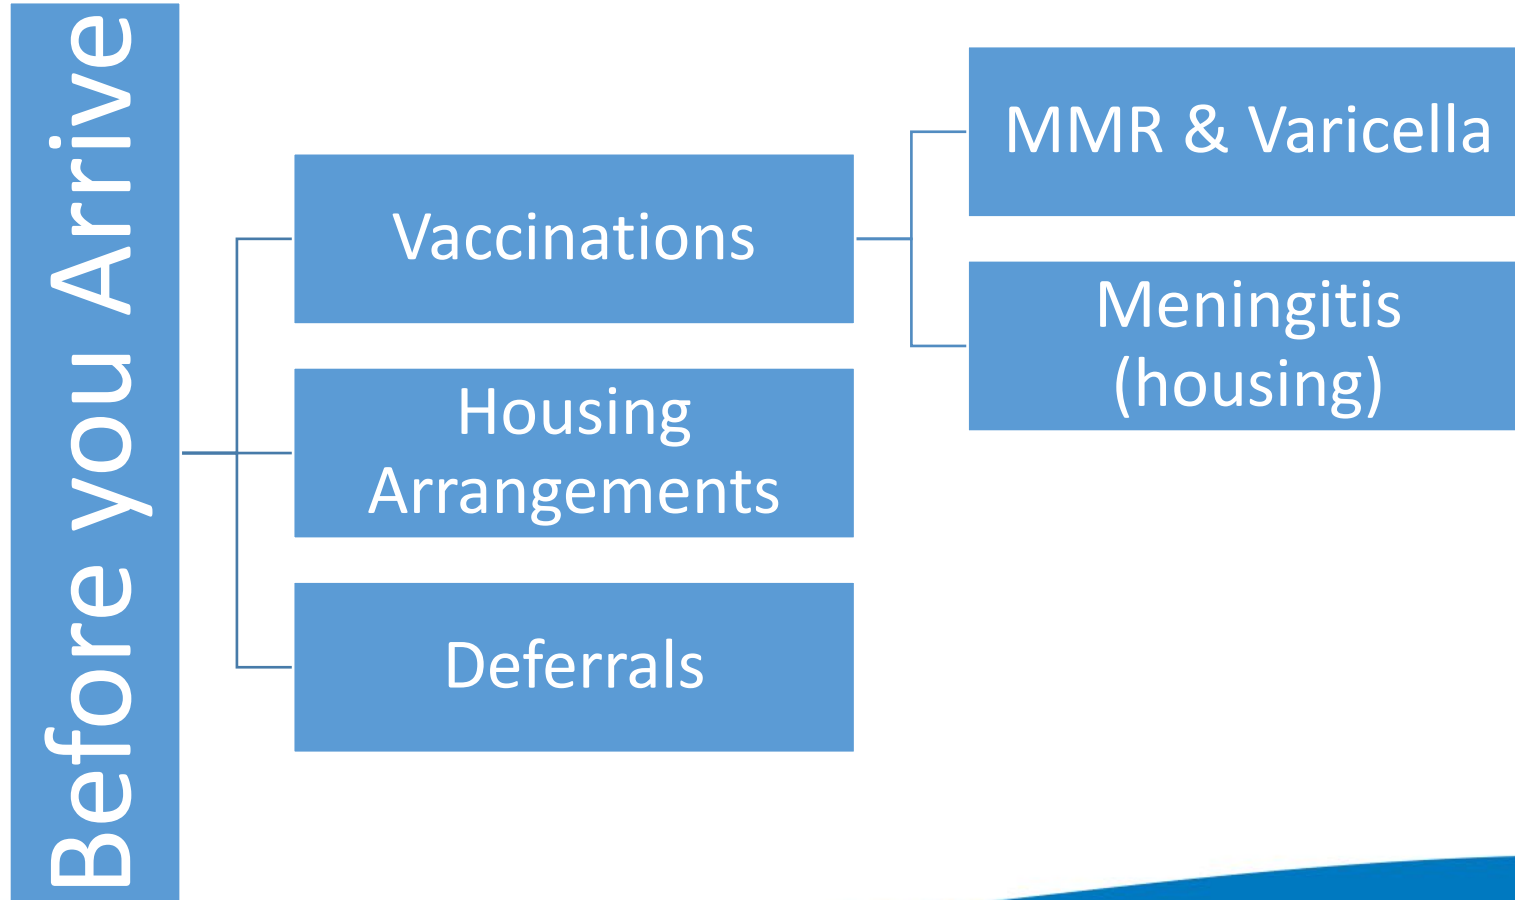 Before you Arrive
Vaccinations
MMR & Varicella
Meningitis
(housing)
Housing
Arrangements
Deferrals